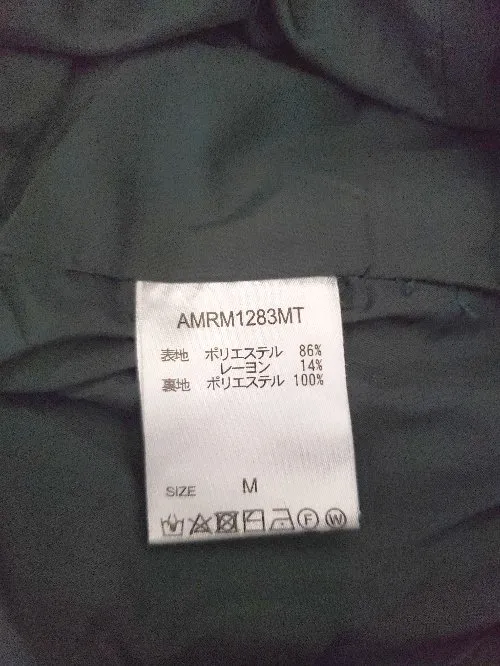 AMRM1283MT
表地 ポリエステル 86%
レーヨン 14%
裏地 ポリエステル 100%
SIZE M
F W